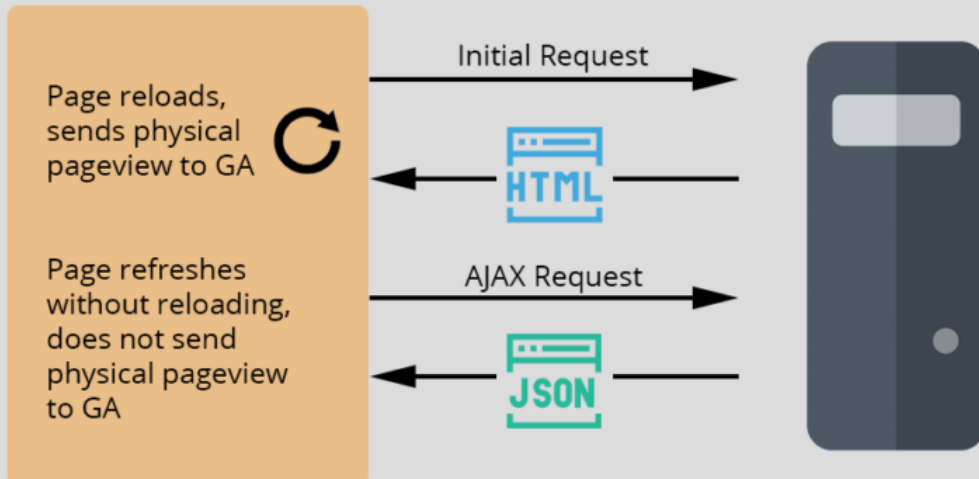 Page reloads,
sends physical
pageview to GA
Initial Request
HTML
Page refreshes
without reloading,
does not send
physical pageview
to GA
AJAX Request
JSON